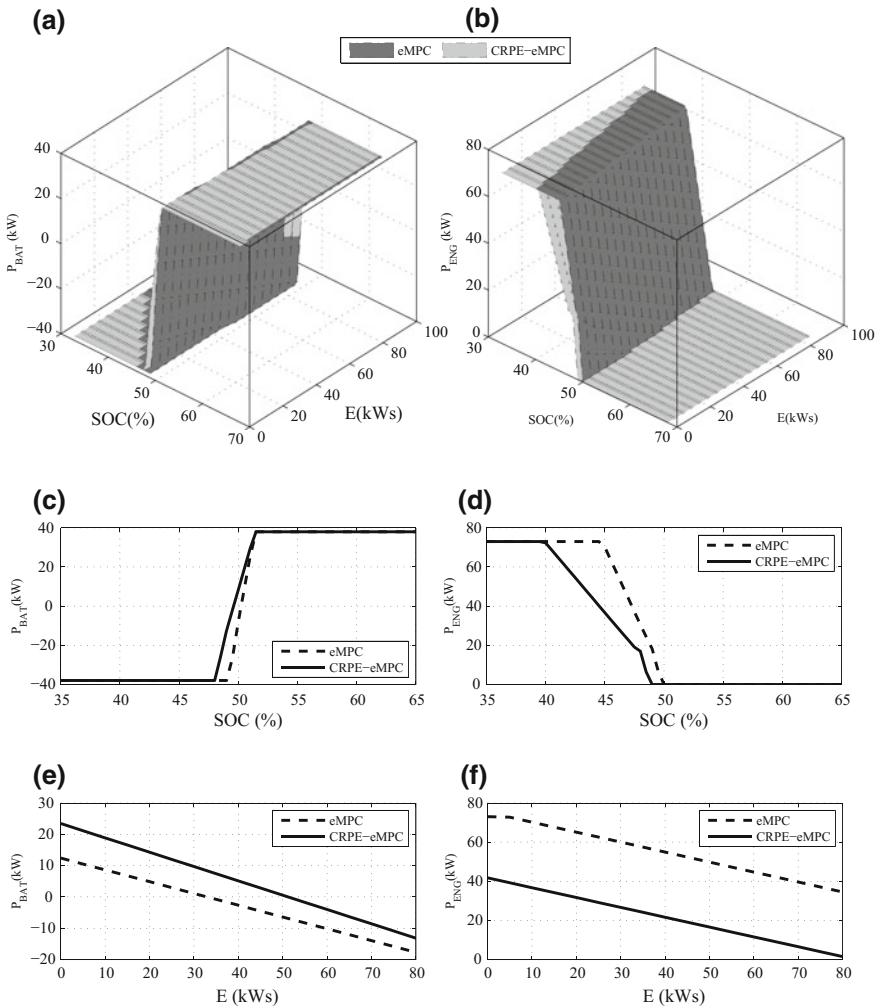 (a)
(b)
eMPC
CRPE−eMPC
40
20
0
−20
−40
P_BAT (kW)
30
40
50
60
70
SOC(%)
0
20
40
60
80
100
E(kWs)
80
60
40
20
0
P_ENG (kW)
30
40
50
60
70
SOC(%)
0
20
40
60
80
100
E(kWs)
(c)
40
20
0
−20
−40
P_BAT(kW)
35
40
45
50
55
60
65
SOC (%)
eMPC
CRPE−eMPC
(d)
80
60
40
20
0
P_ENG(kW)
35
40
45
50
55
60
65
SOC (%)
eMPC
CRPE−eMPC
(e)
30
20
10
0
−10
−20
P_BAT(kW)
0
10
20
30
40
50
60
70
80
E (kWs)
eMPC
CRPE−eMPC
(f)
80
60
40
20
0
P_ENG(kW)
0
10
20
30
40
50
60
70
80
E (kWs)
eMPC
CRPE−eMPC